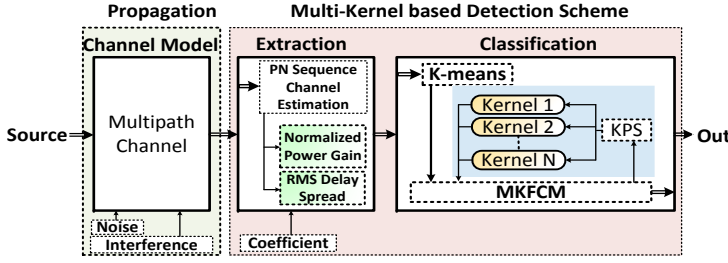 Propagation
Multi-Kernel based Detection Scheme
Channel Model
Extraction
Classification
Source
Multipath
Channel
Noise
Interference
PN Sequence
Channel
Estimation
Normalized
Power Gain
RMS Delay
Spread
Coefficient
K-means
Kernel 1
Kernel 2
Kernel N
KPS
MKFCM
Out